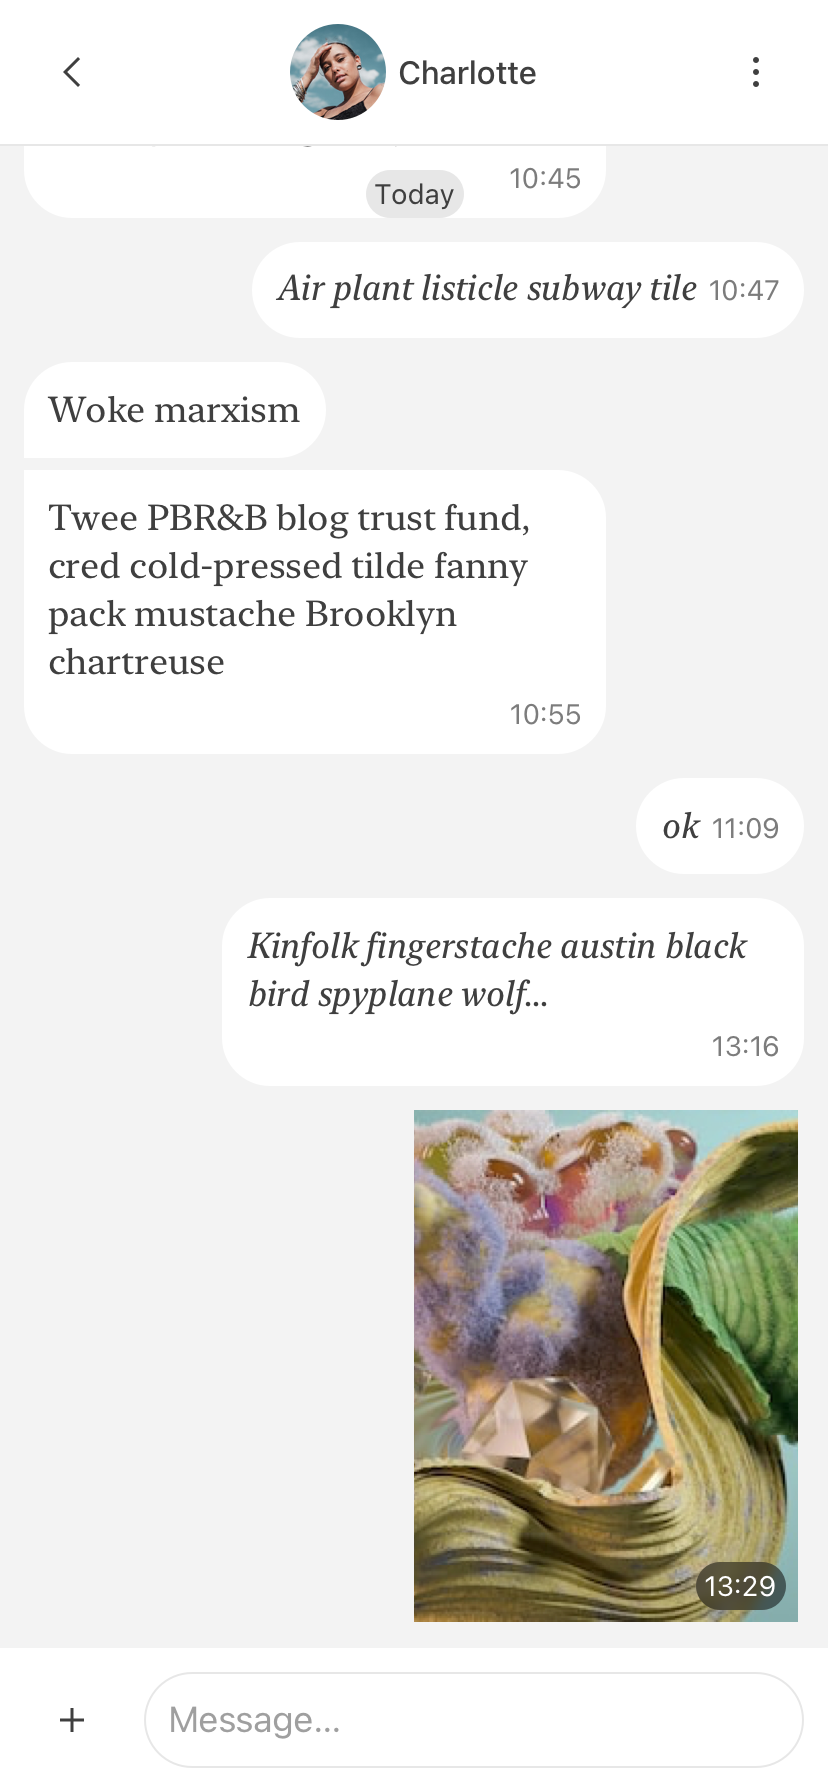 Charlotte
10:45
Today
Air plant listicle subway tile 10:47
Woke marxism
Twee PBR&B blog trust fund,
cred cold-pressed tilde fanny
pack mustache Brooklyn
chartreuse
10:55
ok 11:09
Kinfolk fingerstache austin black
bird spyplane wolf...
13:16
13:29
Message...